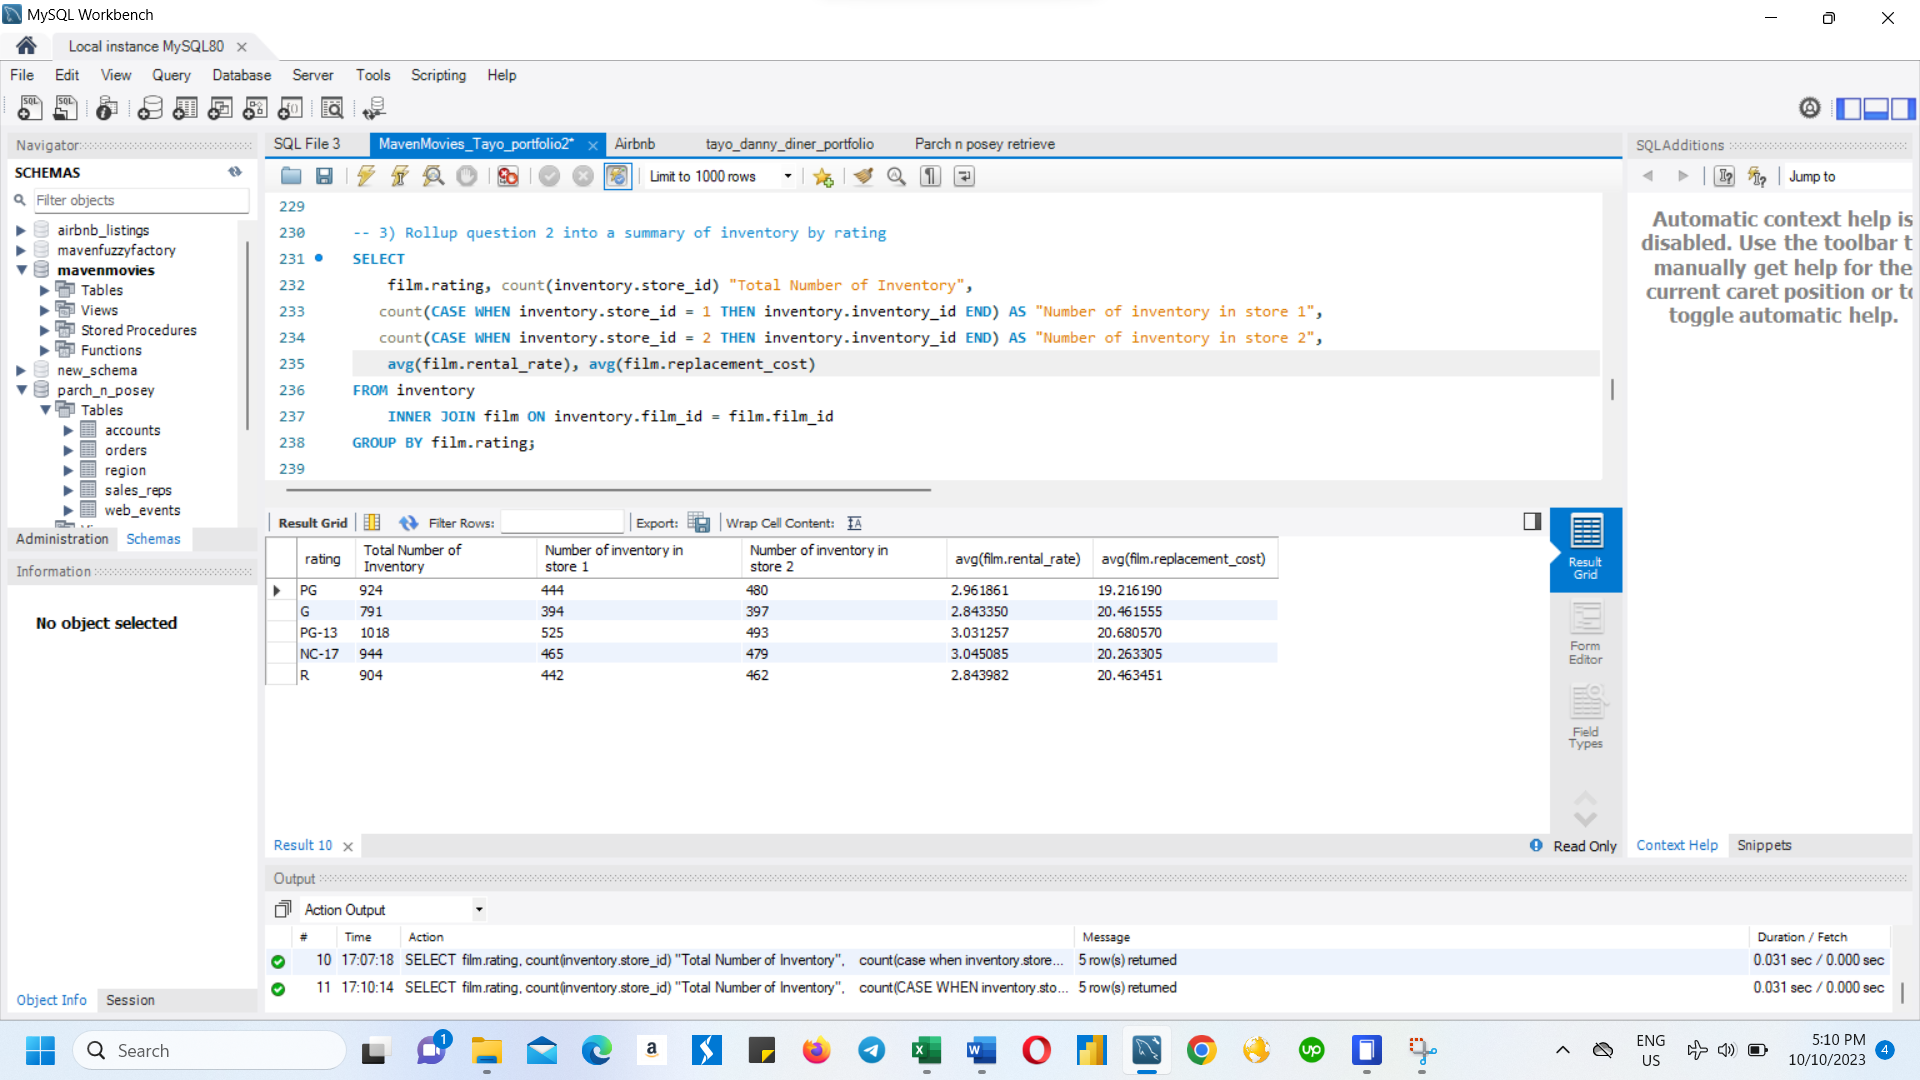 MySQL Workbench
Local instance MySQL80
File Edit View Query Database Server Tools Scripting Help
Navigator
SCHEMAS
Filter objects
airbnb_listings
mavenfuzzyfactory
mavenmovies
Tables
Views
Stored Procedures
Functions
new_schema
parch_n_posey
Tables
accounts
orders
region
sales_reps
web_events
Administration Schemas
Information
No object selected
Object Info Session
SQL File 3 MavenMovies_Tayo_portfolio2* Airbnb tayo_danny_diner_portfolio Parch n posey retrieve
Limit to 1000 rows
229
230 -- 3) Rollup question 2 into a summary of inventory by rating
231 SELECT
232 film.rating, count(inventory.store_id) "Total Number of Inventory",
233 count(CASE WHEN inventory.store_id = 1 THEN inventory.inventory_id END) AS "Number of inventory in store 1",
234 count(CASE WHEN inventory.store_id = 2 THEN inventory.inventory_id END) AS "Number of inventory in store 2",
235 avg(film.rental_rate), avg(film.replacement_cost)
236 FROM inventory
237 INNER JOIN film ON inventory.film_id = film.film_id
238 GROUP BY film.rating;
239
Result Grid Filter Rows: Export: Wrap Cell Content:
rating Total Number of Inventory Number of inventory in store 1 Number of inventory in store 2 avg(film.rental_rate) avg(film.replacement_cost)
PG 924 444 480 2.961861 19.216190
G 791 394 397 2.843350 20.461555
PG-13 1018 525 493 3.031257 20.680570
NC-17 944 465 479 3.045085 20.263305
R 904 442 462 2.843982 20.463451
Result Grid
Form Editor
Field Types
Result 10 Read Only
SQLAdditions
Jump to
Automatic context help is
disabled. Use the toolbar t
manually get help for the
current caret position or to
toggle automatic help.
Context Help Snippets
Output
Action Output
# Time Action Message Duration / Fetch
10 17:07:18 SELECT film.rating, count(inventory.store_id) "Total Number of Inventory", count(case when inventory.store... 5 row(s) returned 0.031 sec / 0.000 sec
11 17:10:14 SELECT film.rating, count(inventory.store_id) "Total Number of Inventory", count(CASE WHEN inventory.sto... 5 row(s) returned 0.031 sec / 0.000 sec
Search
1
a
up
ENG
US
5:10 PM
10/10/2023
4